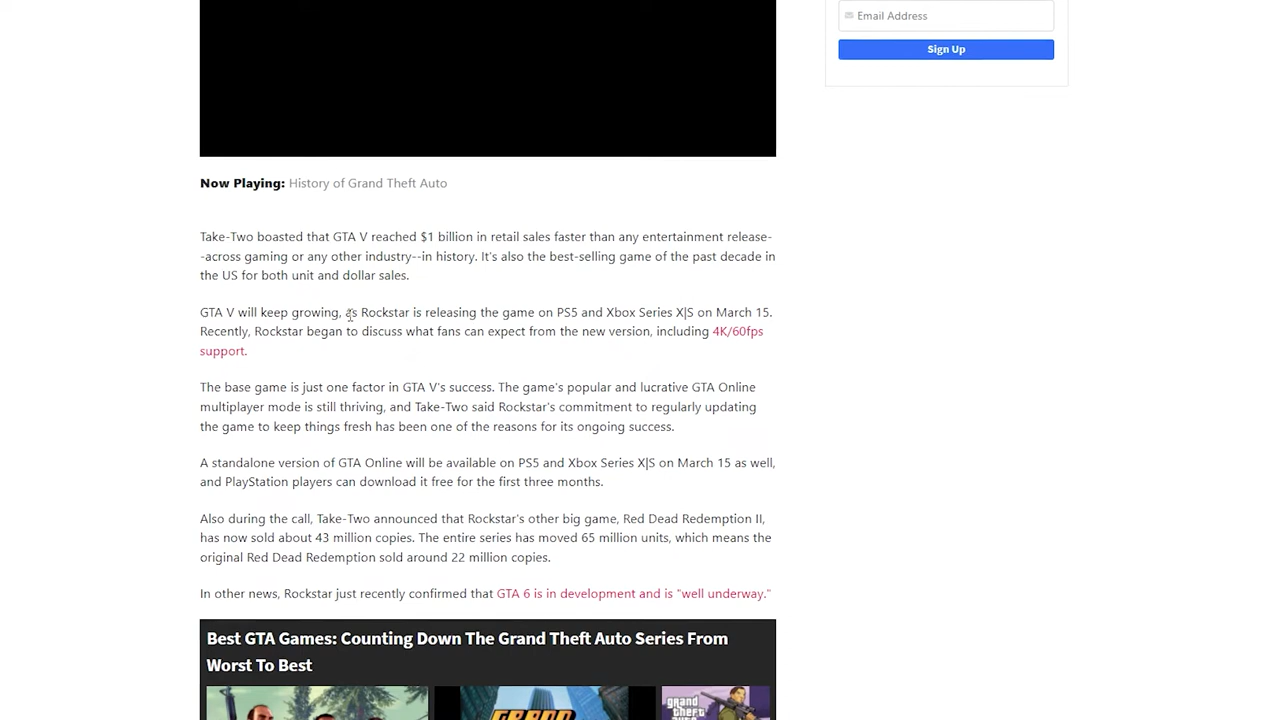 Email Address
Sign Up
Now Playing: History of Grand Theft Auto
Take-Two boasted that GTA V reached $1 billion in retail sales faster than any entertainment release-
-across gaming or any other industry--in history. It's also the best-selling game of the past decade in
the US for both unit and dollar sales.
GTA V will keep growing, as Rockstar is releasing the game on PS5 and Xbox Series X|S on March 15.
Recently, Rockstar began to discuss what fans can expect from the new version, including 4K/60fps
support.
The base game is just one factor in GTA V's success. The game's popular and lucrative GTA Online
multiplayer mode is still thriving, and Take-Two said Rockstar's commitment to regularly updating
the game to keep things fresh has been one of the reasons for its ongoing success.
A standalone version of GTA Online will be available on PS5 and Xbox Series X|S on March 15 as well,
and PlayStation players can download it free for the first three months.
Also during the call, Take-Two announced that Rockstar's other big game, Red Dead Redemption II,
has now sold about 43 million copies. The entire series has moved 65 million units, which means the
original Red Dead Redemption sold around 22 million copies.
In other news, Rockstar just recently confirmed that GTA 6 is in development and is "well underway."
Best GTA Games: Counting Down The Grand Theft Auto Series From
Worst To Best
GRAND
grand
theft
auto